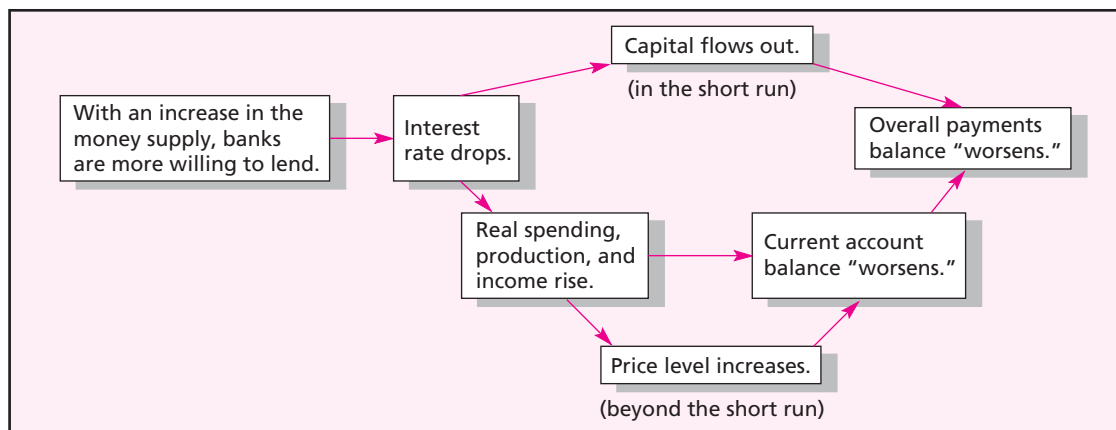 Capital flows out.
(in the short run)
With an increase in the
money supply, banks
are more willing to lend.
Interest
rate drops.
Overall payments
balance “worsens.”
Real spending,
production, and
income rise.
Current account
balance “worsens.”
Price level increases.
(beyond the short run)